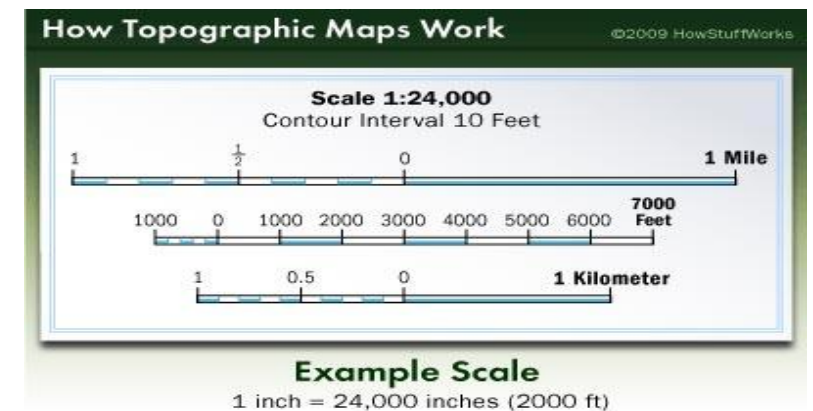 How Topographic Maps Work ©2009 HowStuffWorks
Scale 1:24,000
Contour Interval 10 Feet
1 ½ 0 1 Mile
1000 0 1000 2000 3000 4000 5000 6000 7000 Feet
1 0.5 0 1 Kilometer
Example Scale
1 inch = 24,000 inches (2000 ft)